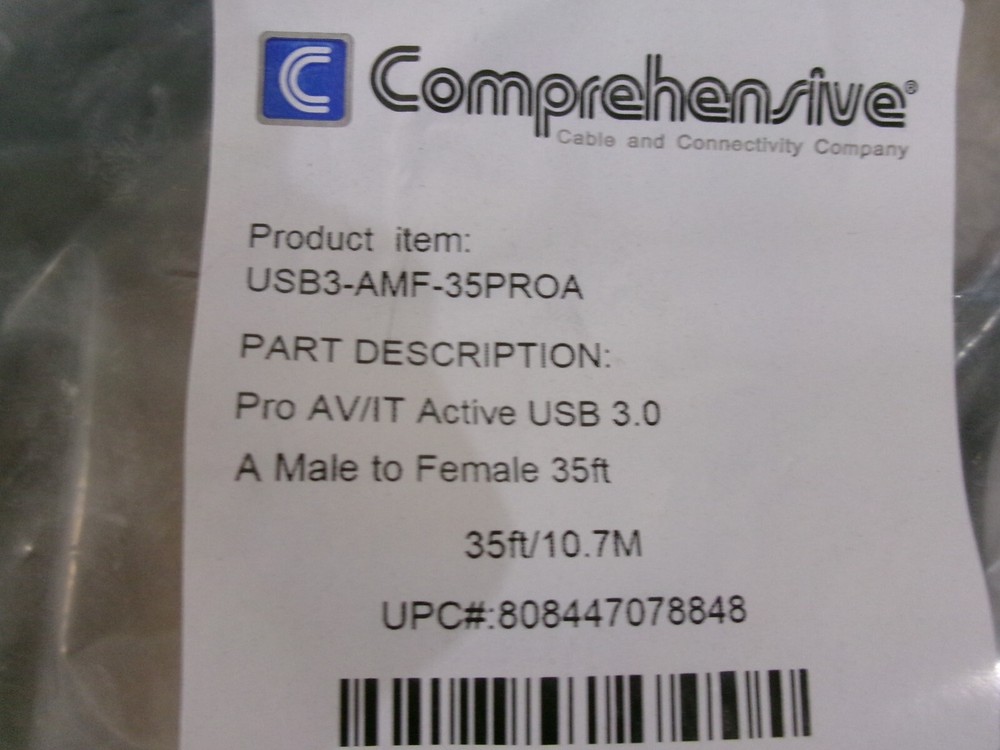 C Comprehensive®
Cable and Connectivity Company
Product item:
USB3-AMF-35PROA
PART DESCRIPTION:
Pro AV/IT Active USB 3.0
A Male to Female 35ft
35ft/10.7M
UPC#:808447078848